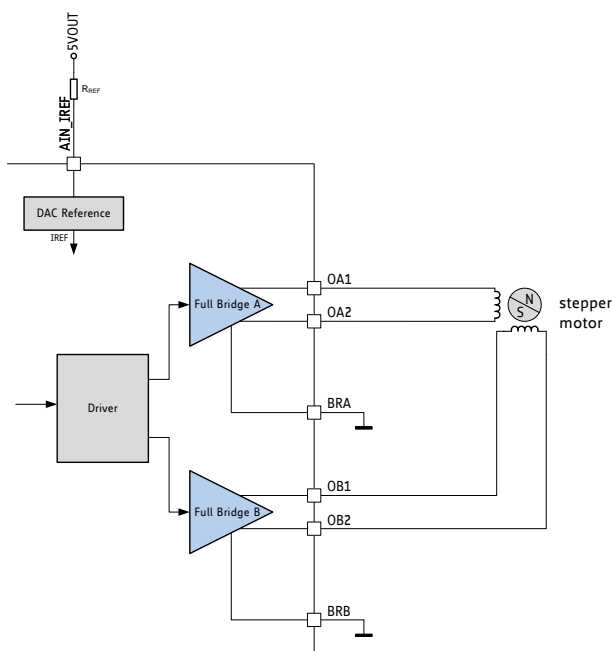 5VOUT
RREF
AIN_IREF
DAC Reference
IREF
Full Bridge A
OA1
OA2
N
S
stepper
motor
Driver
BRA
Full Bridge B
OB1
OB2
BRB